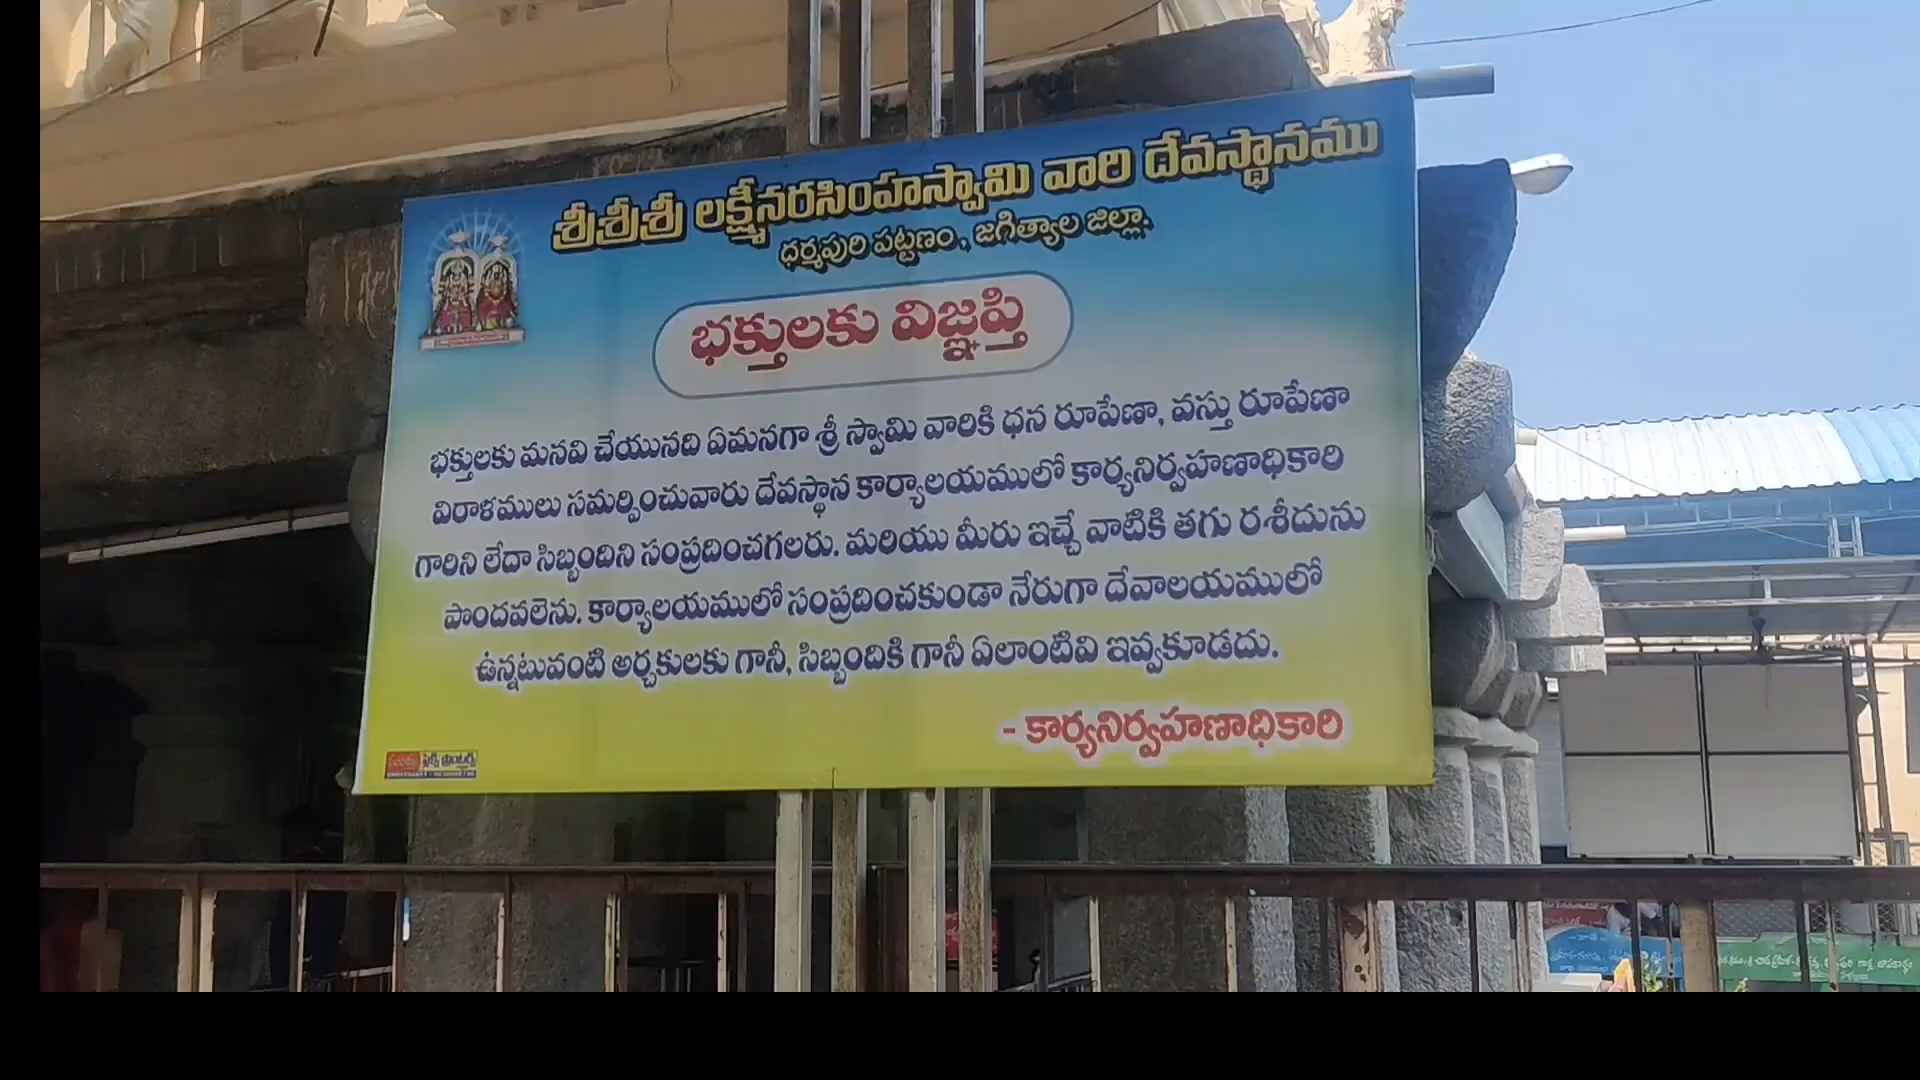 శ్రీశ్రీశ్రీ లక్ష్మీనరసింహస్వామి వారి దేవస్థానము
ధర్మపురి పట్టణం., జగిత్యాల జిల్లా.
భక్తులకు విజ్ఞప్తి
భక్తులకు మనవి చేయునది ఏమనగా శ్రీ స్వామి వారికి ధన రూపేణా, వస్తు రూపేణా
విరాళములు సమర్పించువారు దేవస్థాన కార్యాలయములో కార్యనిర్వహణాధికారి
గారిని లేదా సిబ్బందిని సంప్రదించగలరు. మరియు మీరు ఇచ్చే వాటికి తగు రశీదును
పొందవలెను. కార్యాలయములో సంప్రదించకుండా నేరుగా దేవాలయములో
ఉన్నటువంటి అర్చకులకు గానీ, సిబ్బందికి గానీ ఏలాంటివి ఇవ్వకూడదు.
- కార్యనిర్వహణాధికారి
ఫ్లెక్స్ ప్రింటర్స్